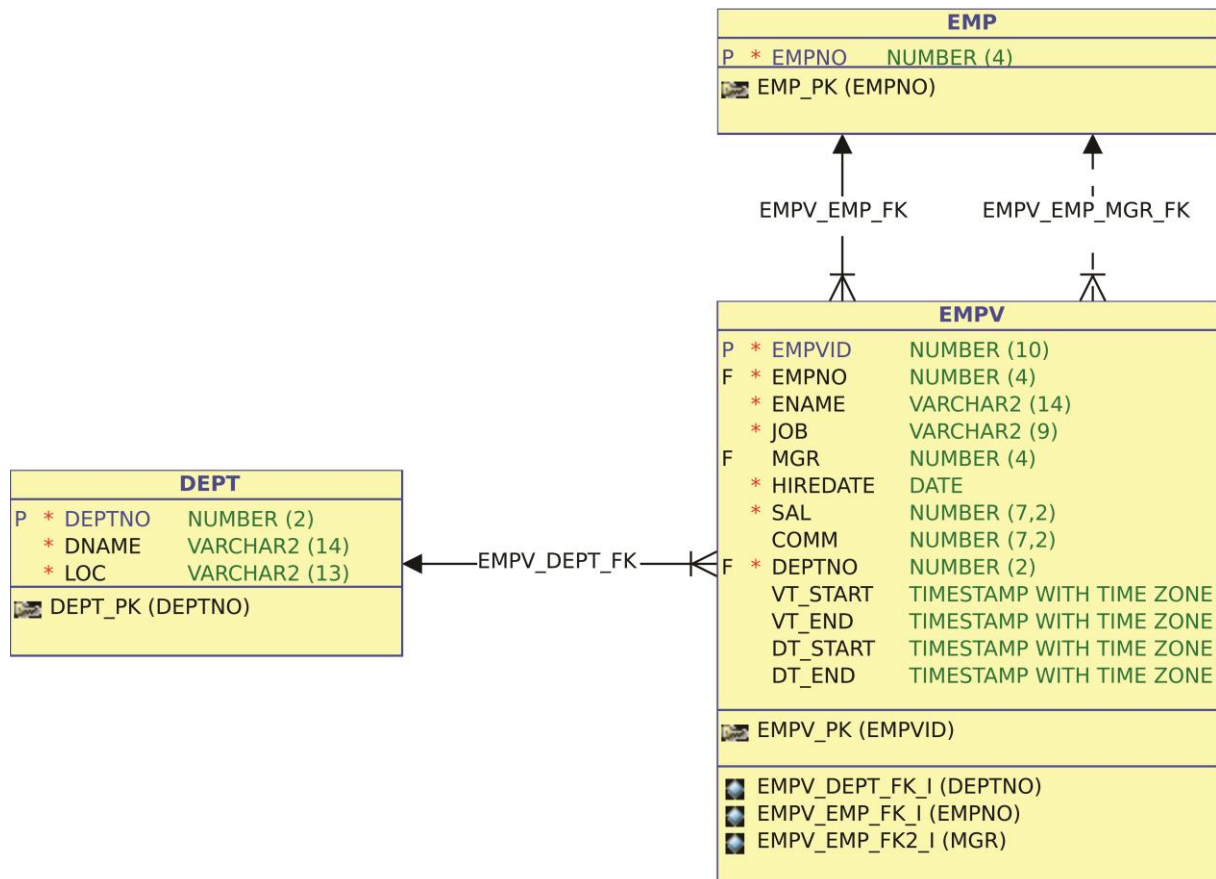 EMP
P * EMPNO NUMBER (4)
EMP_PK (EMPNO)
EMPV_EMP_FK
EMPV_EMP_MGR_FK
EMPV
P * EMPVID NUMBER (10)
F * EMPNO NUMBER (4)
* ENAME VARCHAR2 (14)
* JOB VARCHAR2 (9)
F MGR NUMBER (4)
* HIREDATE DATE
* SAL NUMBER (7,2)
COMM NUMBER (7,2)
F * DEPTNO NUMBER (2)
VT_START TIMESTAMP WITH TIME ZONE
VT_END TIMESTAMP WITH TIME ZONE
DT_START TIMESTAMP WITH TIME ZONE
DT_END TIMESTAMP WITH TIME ZONE
EMPV_PK (EMPVID)
EMPV_DEPT_FK_I (DEPTNO)
EMPV_EMP_FK_I (EMPNO)
EMPV_EMP_FK2_I (MGR)
DEPT
P * DEPTNO NUMBER (2)
* DNAME VARCHAR2 (14)
* LOC VARCHAR2 (13)
DEPT_PK (DEPTNO)
EMPV_DEPT_FK